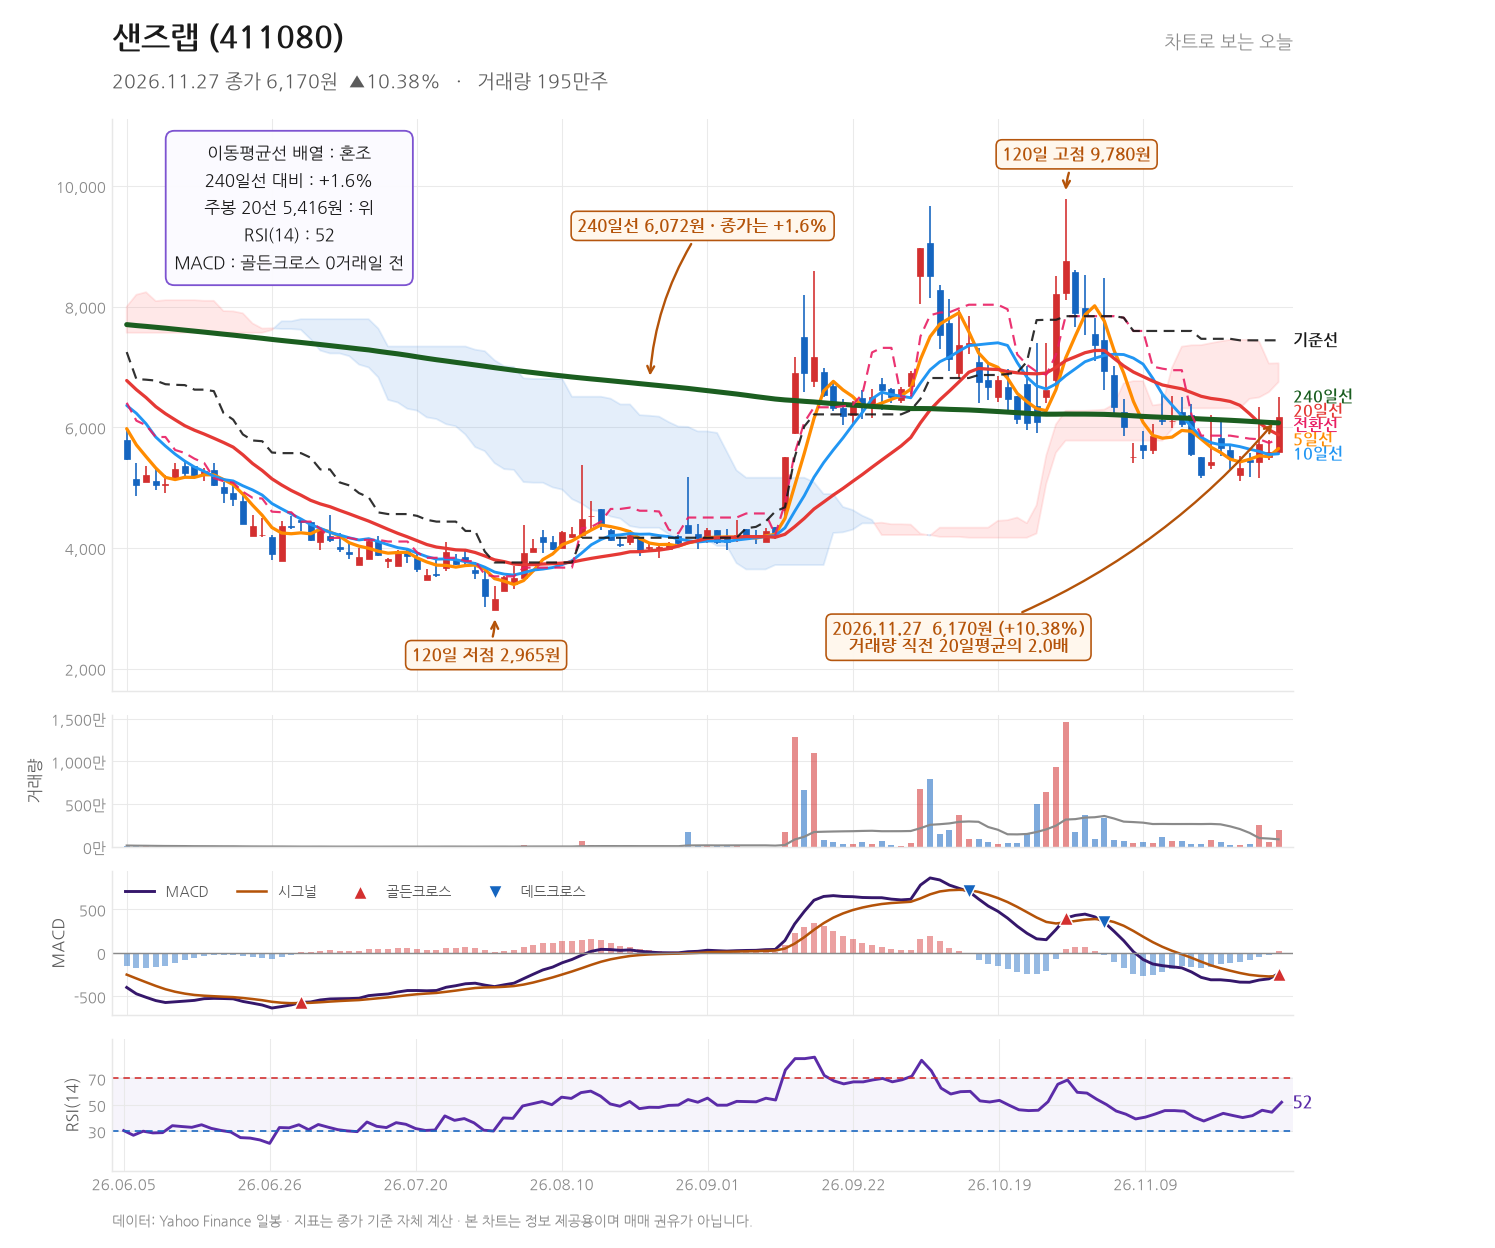 샌즈랩 (411080)
차트로 보는 오늘
2026.11.27 종가 6,170원 ▲10.38% · 거래량 195만주
이동평균선 배열 : 혼조
240일선 대비 : +1.6%
주봉 20선 5,416원 : 위
RSI(14) : 52
MACD : 골든크로스 0거래일 전
120일 고점 9,780원
240일선 6,072원 · 종가는 +1.6%
120일 저점 2,965원
2026.11.27 6,170원 (+10.38%)
거래량 직전 20일평균의 2.0배
10,000
8,000
6,000
4,000
2,000
기준선
240일선
20일선
전환선
5일선
10일선
거래량
1,500만
1,000만
500만
0만
MACD
MACD
시그널
▲ 골든크로스
▼ 데드크로스
500
0
-500
RSI(14)
70
50
30
52
26.06.05
26.06.26
26.07.20
26.08.10
26.09.01
26.09.22
26.10.19
26.11.09
데이터: Yahoo Finance 일봉 · 지표는 종가 기준 자체 계산 · 본 차트는 정보 제공용이며 매매 권유가 아닙니다.